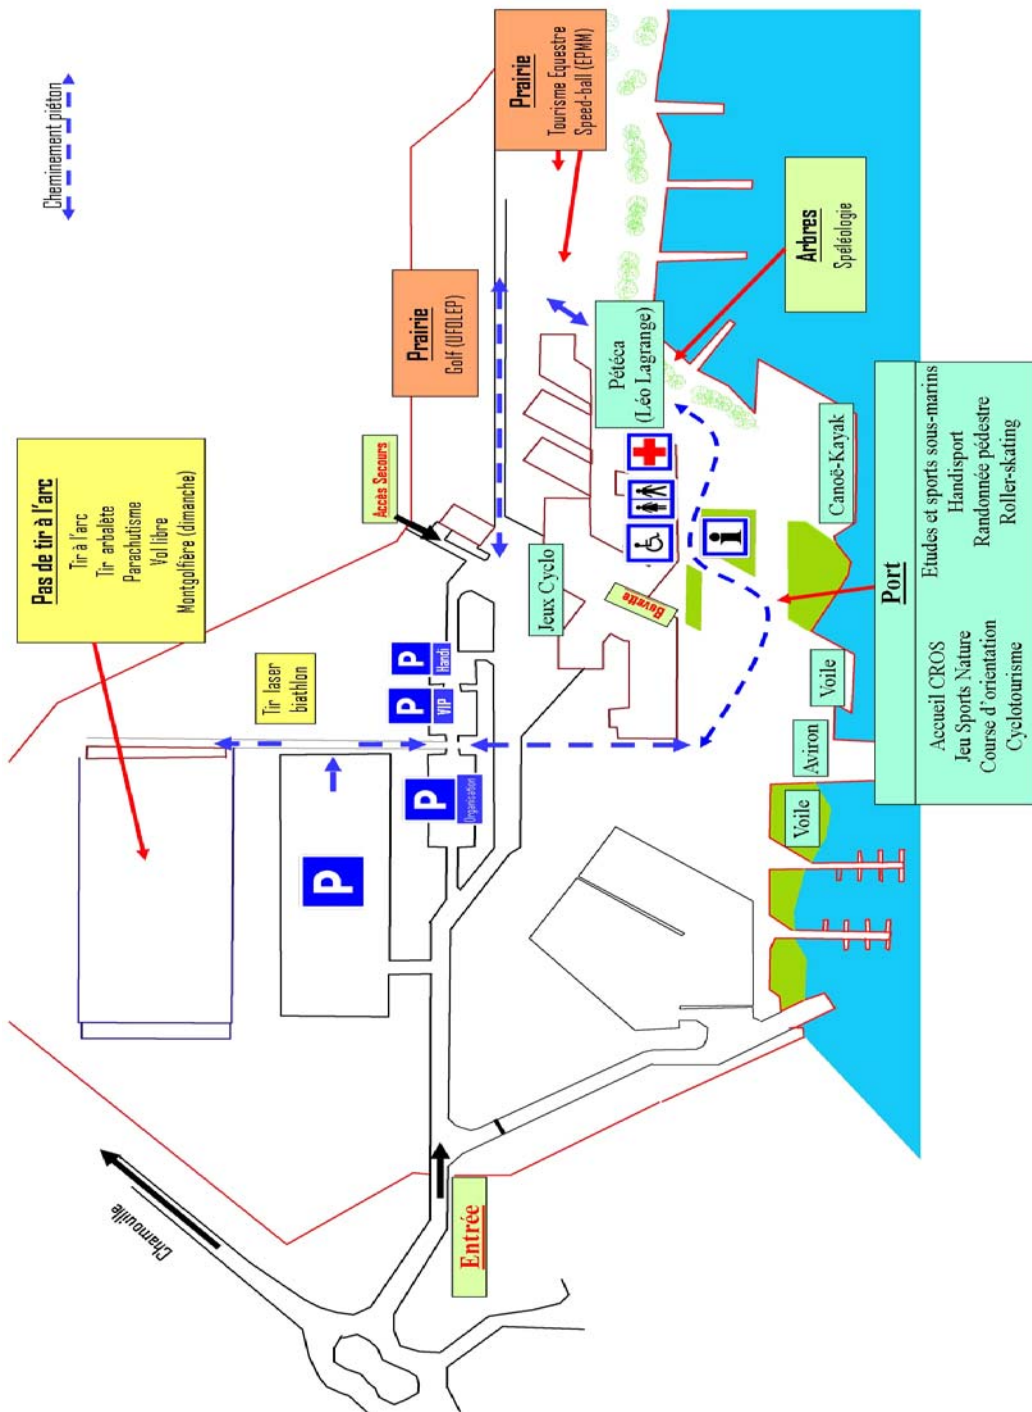 Cheminement piéton
Pas de tir à l'arc
Tir à l'arc
Tir arbalète
Parachutisme
Vol libre
Montgolfière (dimanche)
Prairie
Tourisme Equestre
Speed-ball (EPMM)
Prairie
Golf (UFOLEP)
Accès Secours
Tir laser
biathlon
P
Handi
P
VIP
P
Organisation
P
Chamouille
Entrée
Jeux Cyclo
Pétéca
(Léo Lagrange)
Arbres
Spéléologie
Buvette
i
Canoë-Kayak
Voile
Aviron
Voile
Port
Accueil CROS
Jeu Sports Nature
Course d'orientation
Cyclotourisme
Etudes et sports sous-marins
Handisport
Randonnée pédestre
Roller-skating